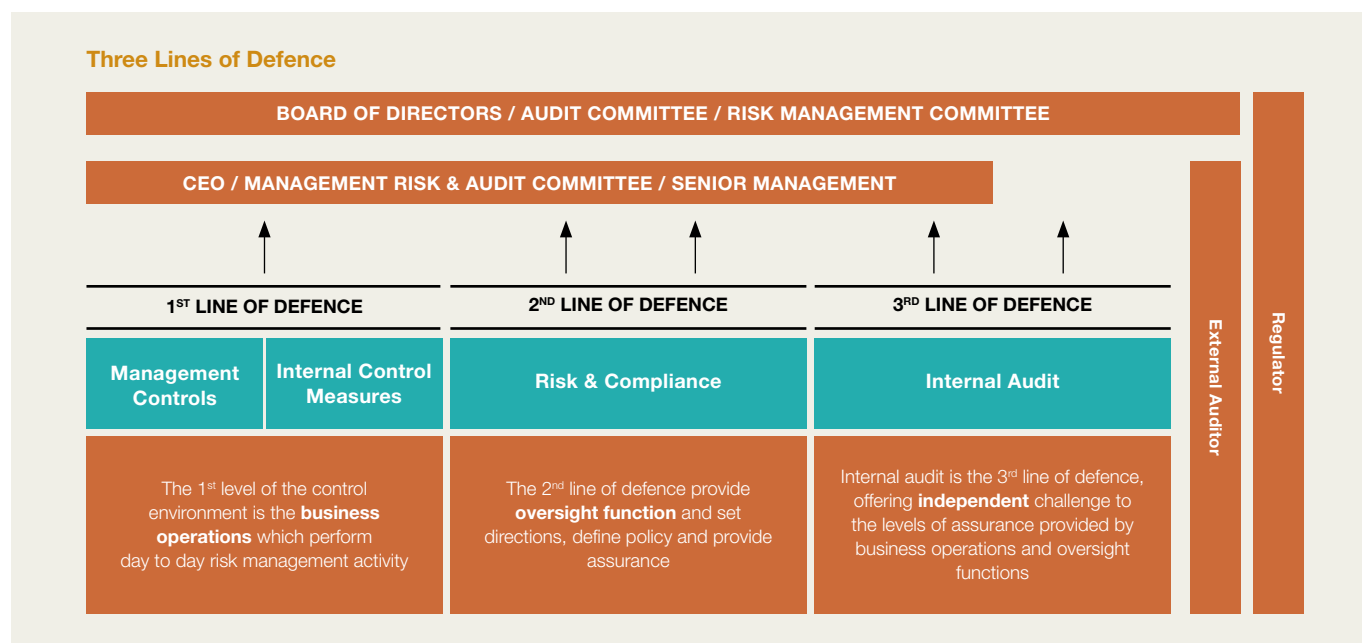 Three Lines of Defence
BOARD OF DIRECTORS / AUDIT COMMITTEE / RISK MANAGEMENT COMMITTEE
CEO / MANAGEMENT RISK & AUDIT COMMITTEE / SENIOR MANAGEMENT
1ST LINE OF DEFENCE
2ND LINE OF DEFENCE
3RD LINE OF DEFENCE
Management
Controls
Internal Control
Measures
Risk & Compliance
Internal Audit
The 1st level of the control
environment is the business
operations which perform
day to day risk management activity
The 2nd line of defence provide
oversight function and set
directions, define policy and provide
assurance
Internal audit is the 3rd line of defence,
offering independent challenge to
the levels of assurance provided by
business operations and oversight
functions
External Auditor
Regulator